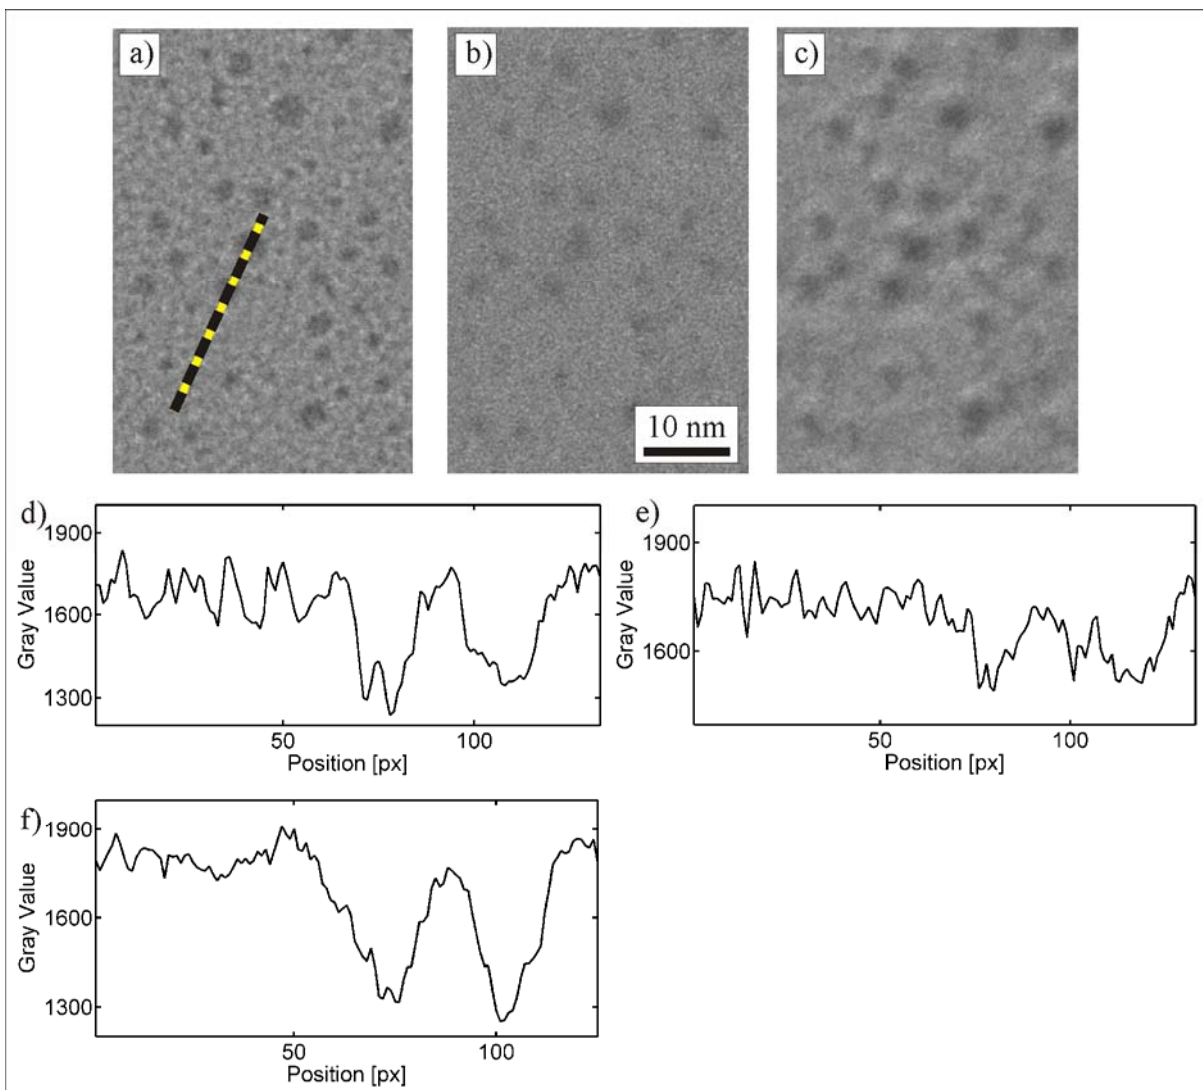 a)
b)
c)
10 nm
d)
1900
1600
1300
Gray Value
50
100
Position [px]
e)
1900
1600
Gray Value
50
100
Position [px]
f)
1900
1600
1300
Gray Value
50
100
Position [px]